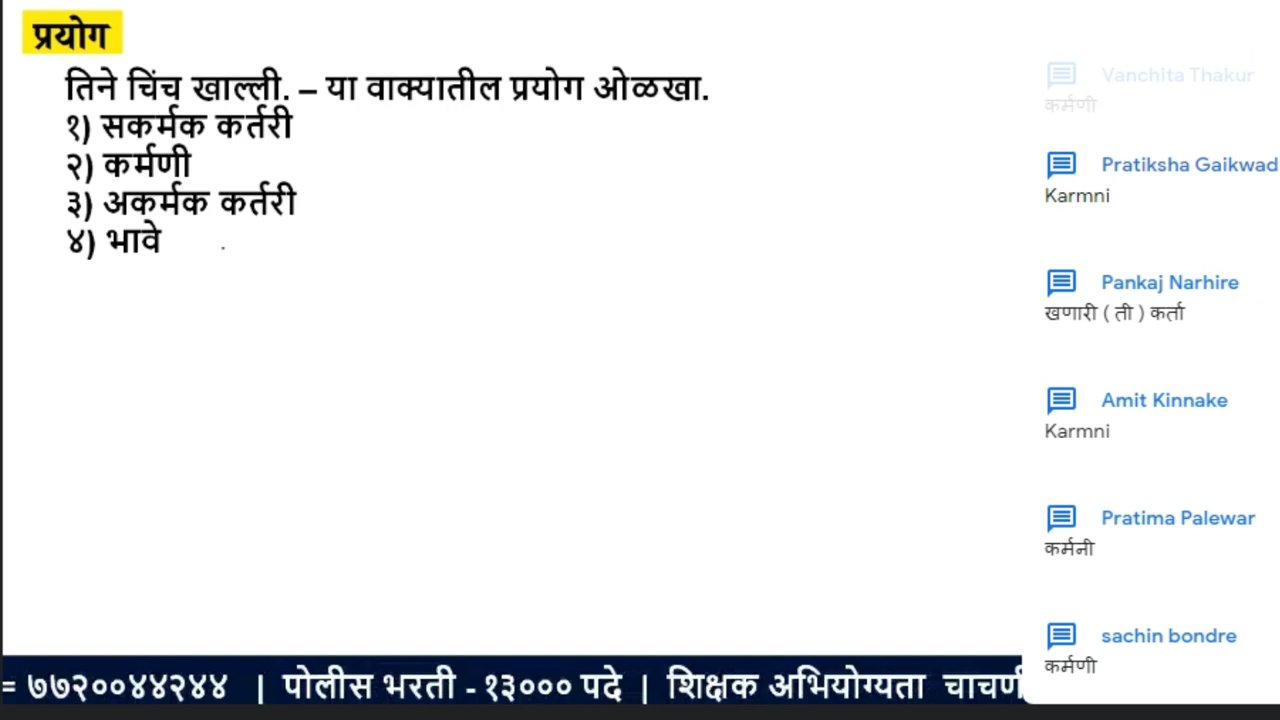 प्रयोग
तिने चिंच खाल्ली. – या वाक्यातील प्रयोग ओळखा.
१) सकर्मक कर्तरी
२) कर्मणी
३) अकर्मक कर्तरी
४) भावे
Vanchita Thakur
कर्मणी
Pratiksha Gaikwad
Karmni
Pankaj Narhire
खणारी ( ती ) कर्ता
Amit Kinnake
Karmni
Pratima Palewar
कर्मनी
sachin bondre
कर्मणी
= ७७२००४४२४४ | पोलीस भरती - १३००० पदे | शिक्षक अभियोग्यता चाचणी